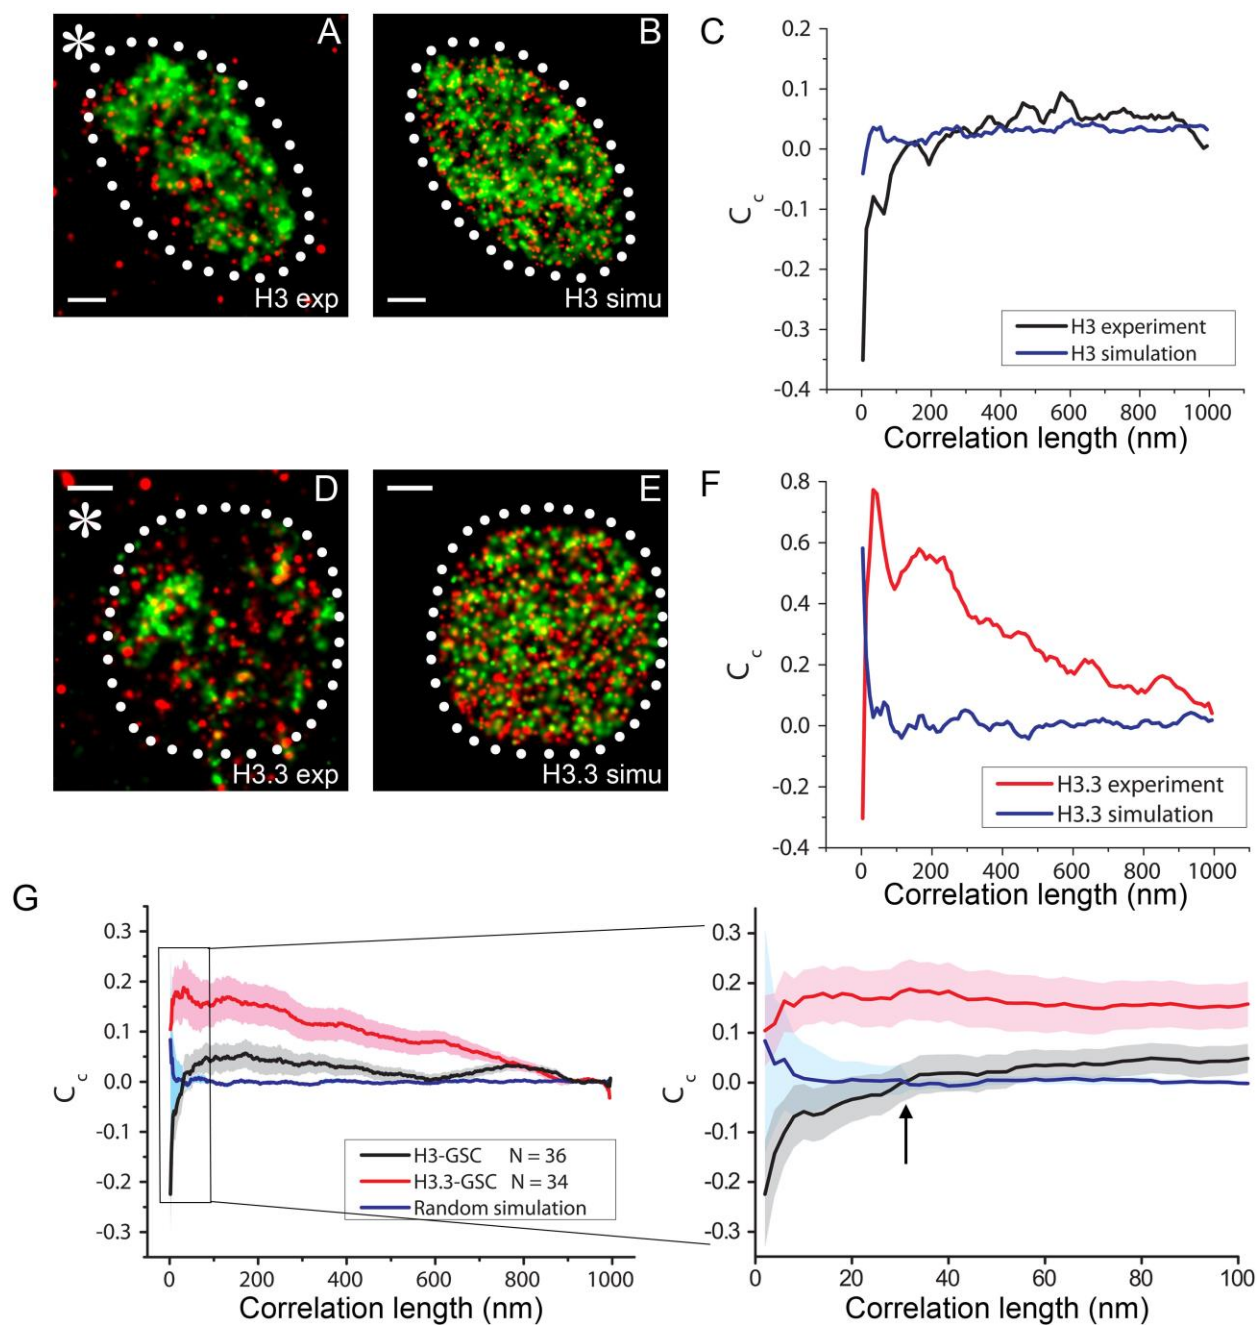 A
*
H3 exp
B
H3 simu
C
0.2
0.1
0.0
-0.1
-0.2
-0.3
-0.4
C c
H3 experiment
H3 simulation
0 200 400 600 800 1000
Correlation length (nm)
D
*
H3.3 exp
E
H3.3 simu
F
0.8
0.6
0.4
0.2
0.0
-0.2
-0.4
C c
H3.3 experiment
H3.3 simulation
0 200 400 600 800 1000
Correlation length (nm)
G
0.3
0.2
0.1
0.0
-0.1
-0.2
-0.3
C c
H3-GSC N = 36
H3.3-GSC N = 34
Random simulation
0 200 400 600 800 1000
Correlation length (nm)
0.3
0.2
0.1
0.0
-0.1
-0.2
-0.3
C c
0 20 40 60 80 100
Correlation length (nm)